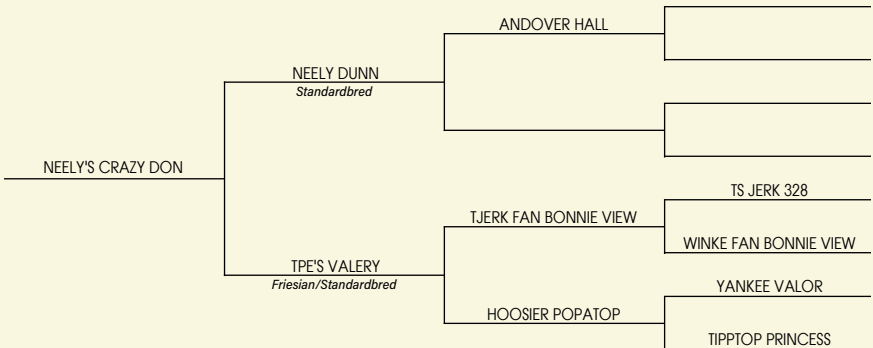 ANDOVER HALL
NEELY DUNN
Standardbred
NEELY'S CRAZY DON
TS JERK 328
TJERK FAN BONNIE VIEW
WINKE FAN BONNIE VIEW
TPE'S VALERY
Friesian/Standardbred
YANKEE VALOR
HOOSIER POPATOP
TIPPTOP PRINCESS